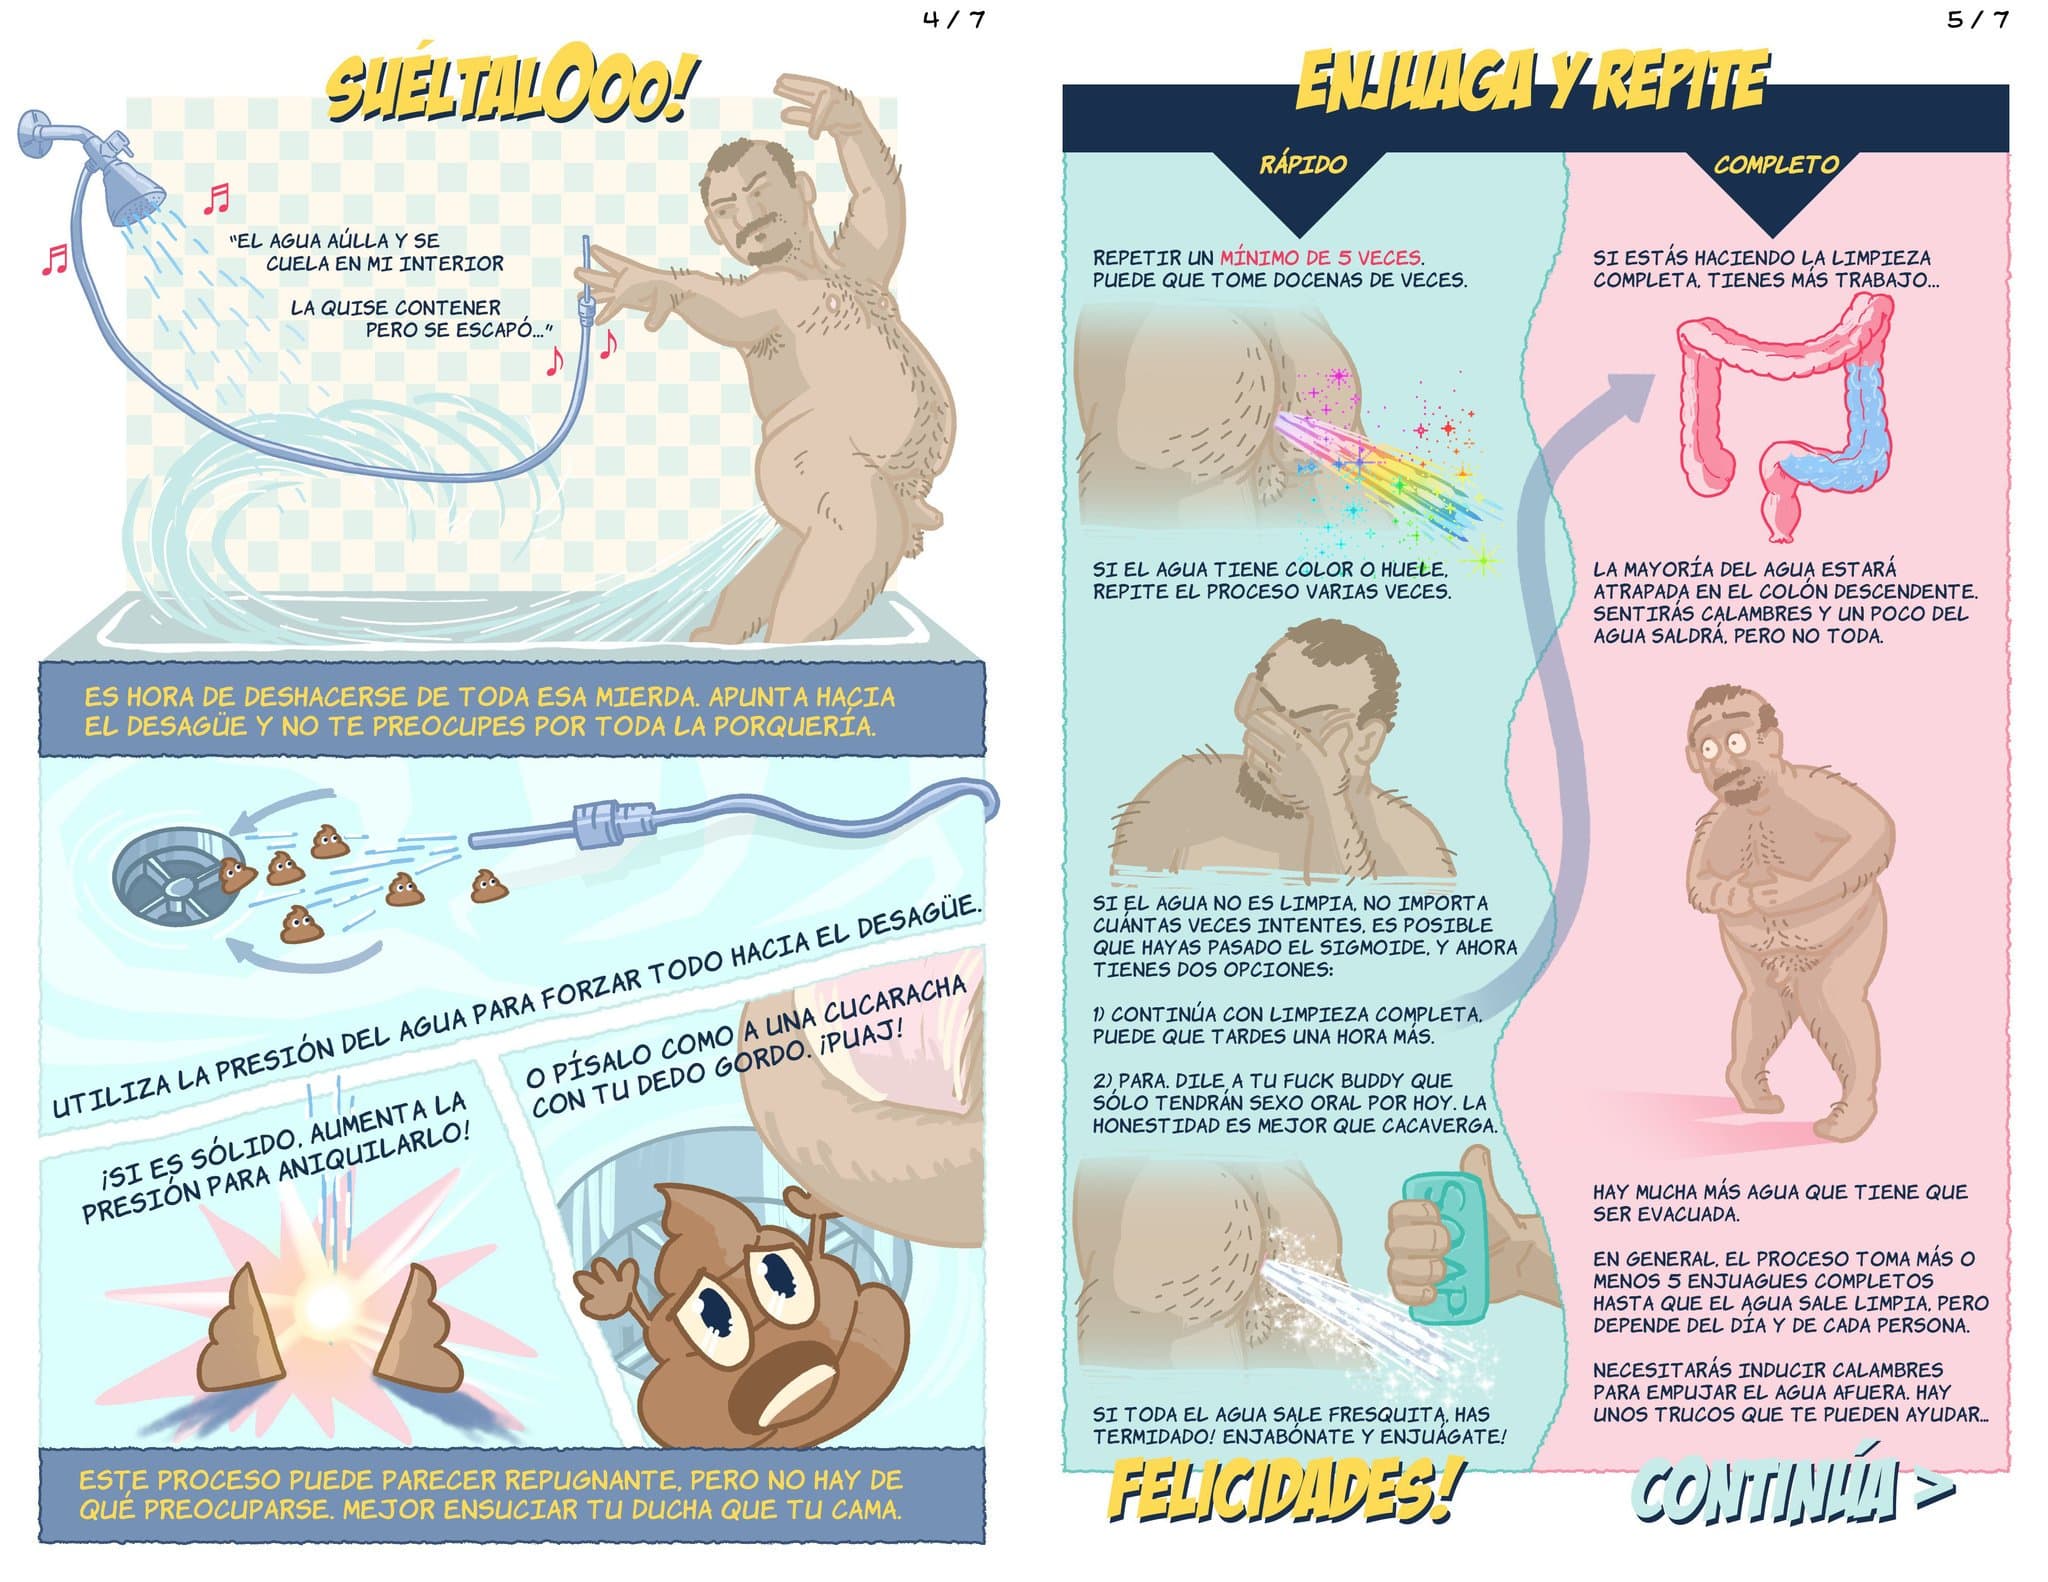 4 / 7
SUÉLTALOOO!
"EL AGUA AÚLLA Y SE
CUELA EN MI INTERIOR
LA QUISE CONTENER
PERO SE ESCAPÓ..."
ES HORA DE DESHACERSE DE TODA ESA MIERDA. APUNTA HACIA
EL DESAGÜE Y NO TE PREOCUPES POR TODA LA PORQUERÍA.
UTILIZA LA PRESIÓN DEL AGUA PARA FORZAR TODO HACIA EL DESAGÜE.
¡SI ES SÓLIDO, AUMENTA LA
PRESIÓN PARA ANIQUILARLO!
O PÍSALO COMO A UNA CUCARACHA
CON TU DEDO GORDO. ¡PUAJ!
ESTE PROCESO PUEDE PARECER REPUGNANTE, PERO NO HAY DE
QUÉ PREOCUPARSE. MEJOR ENSUCIAR TU DUCHA QUE TU CAMA.
5 / 7
ENJUAGA Y REPITE
RÁPIDO
REPETIR UN MÍNIMO DE 5 VECES.
PUEDE QUE TOME DOCENAS DE VECES.
SI EL AGUA TIENE COLOR O HUELE,
REPITE EL PROCESO VARIAS VECES.
SI EL AGUA NO ES LIMPIA, NO IMPORTA
CUÁNTAS VECES INTENTES, ES POSIBLE
QUE HAYAS PASADO EL SIGMOIDE, Y AHORA
TIENES DOS OPCIONES:
1) CONTINÚA CON LIMPIEZA COMPLETA,
PUEDE QUE TARDES UNA HORA MÁS.
2) PARA. DILE A TU FUCK BUDDY QUE
SÓLO TENDRÁN SEXO ORAL POR HOY. LA
HONESTIDAD ES MEJOR QUE CACAVERGA.
SOAP
SI TODA EL AGUA SALE FRESQUITA, HAS
TERMIDADO! ENJABÓNATE Y ENJUÁGATE!
FELICIDADES!
COMPLETO
SI ESTÁS HACIENDO LA LIMPIEZA
COMPLETA, TIENES MÁS TRABAJO...
LA MAYORÍA DEL AGUA ESTARÁ
ATRAPADA EN EL COLÓN DESCENDENTE.
SENTIRÁS CALAMBRES Y UN POCO DEL
AGUA SALDRÁ, PERO NO TODA.
HAY MUCHA MÁS AGUA QUE TIENE QUE
SER EVACUADA.
EN GENERAL, EL PROCESO TOMA MÁS O
MENOS 5 ENJUAGUES COMPLETOS
HASTA QUE EL AGUA SALE LIMPIA, PERO
DEPENDE DEL DÍA Y DE CADA PERSONA.
NECESITARÁS INDUCIR CALAMBRES
PARA EMPUJAR EL AGUA AFUERA. HAY
UNOS TRUCOS QUE TE PUEDEN AYUDAR...
CONTINÚA >